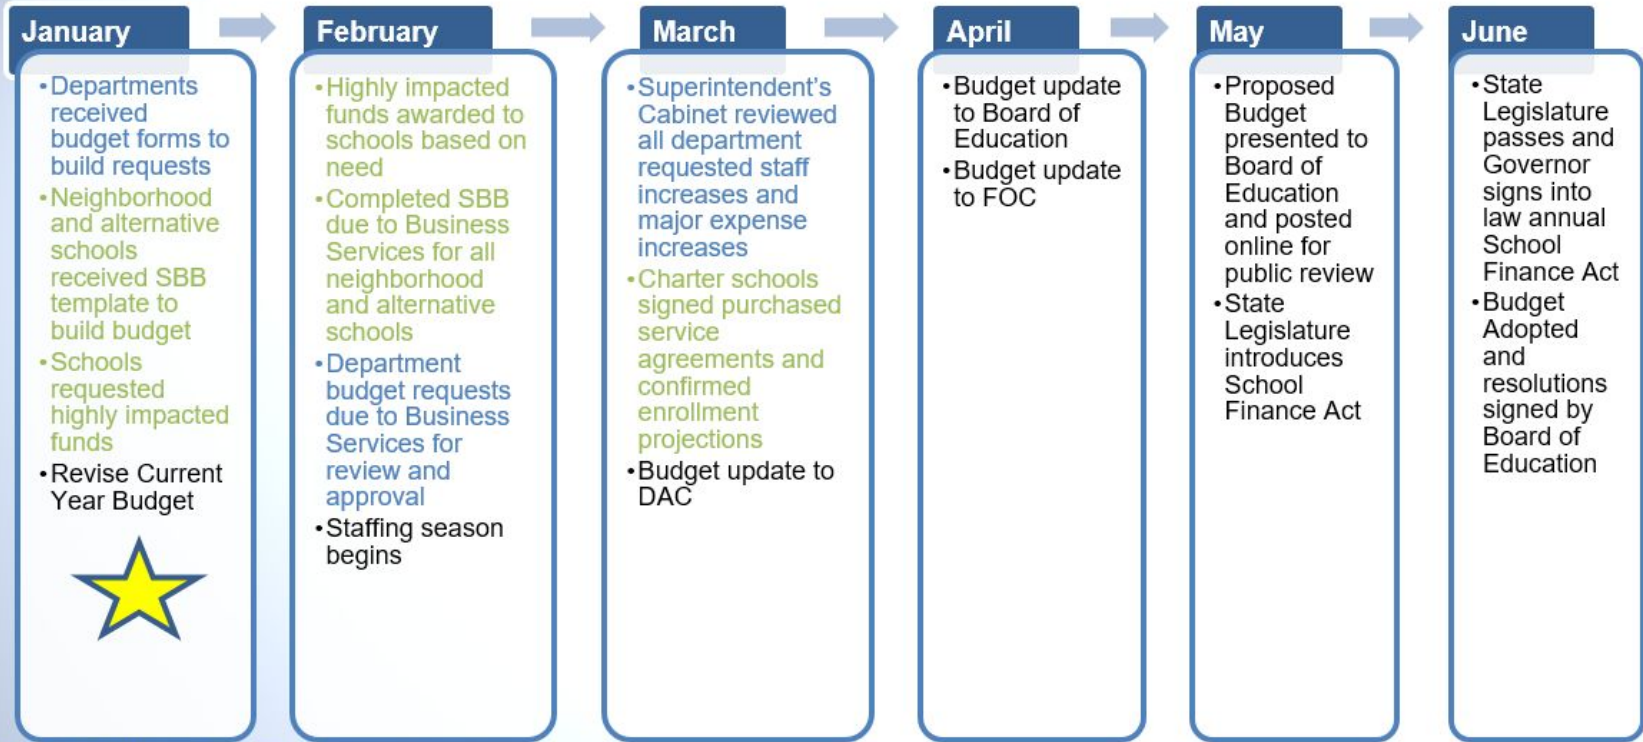 January
•Departments
received
budget forms to
build requests
•Neighborhood
and alternative
schools
received SBB
template to
build budget
•Schools
requested
highly impacted
funds
•Revise Current
Year Budget
February
•Highly impacted
funds awarded to
schools based on
need
•Completed SBB
due to Business
Services for all
neighborhood
and alternative
schools
•Department
budget requests
due to Business
Services for
review and
approval
•Staffing season
begins
March
•Superintendent's
Cabinet reviewed
all department
requested staff
increases and
major expense
increases
•Charter schools
signed purchased
service
agreements and
confirmed
enrollment
projections
•Budget update to
DAC
April
•Budget update
to Board of
Education
•Budget update
to FOC
May
•Proposed
Budget
presented to
Board of
Education
and posted
online for
public review
•State
Legislature
introduces
School
Finance Act
June
•State
Legislature
passes and
Governor
signs into
law annual
School
Finance Act
•Budget
Adopted
and
resolutions
signed by
Board of
Education